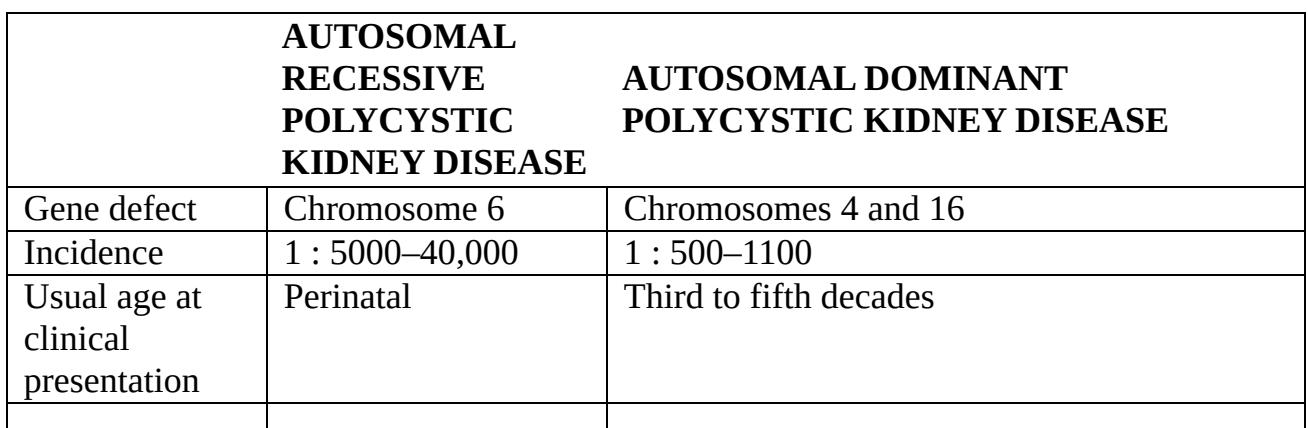 AUTOSOMAL
RECESSIVE
POLYCYSTIC
KIDNEY DISEASE
AUTOSOMAL DOMINANT
POLYCYSTIC KIDNEY DISEASE
Gene defect Chromosome 6 Chromosomes 4 and 16
Incidence 1 : 5000–40,000 1 : 500–1100
Usual age at Perinatal Third to fifth decades
clinical
presentation